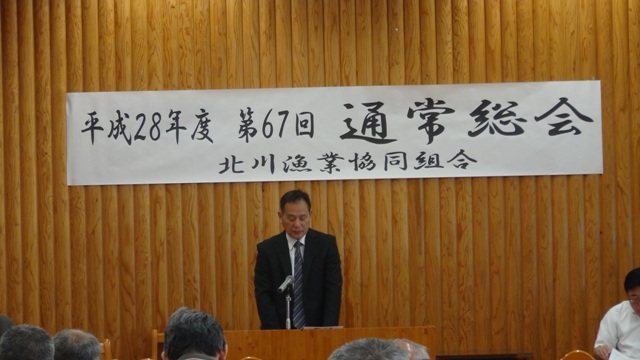 平成28年度 第67回 通常総会
北川漁業協同組合